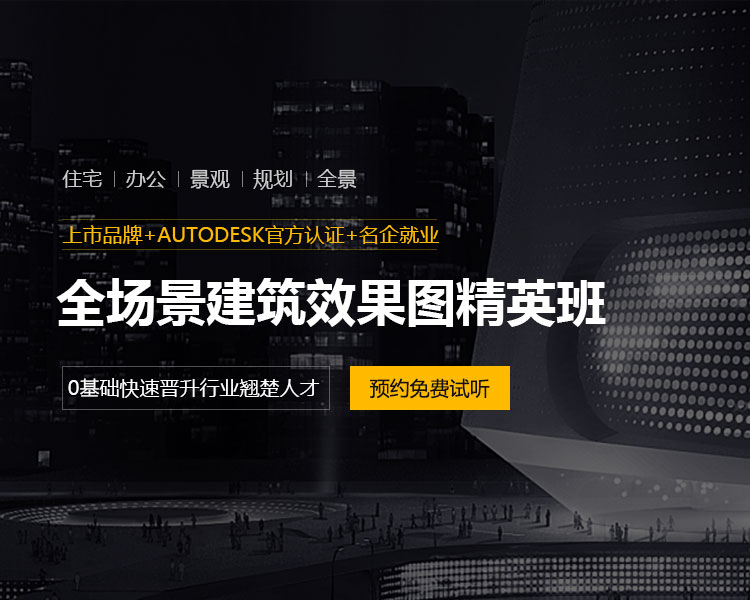 住宅 | 办公 | 景观 | 规划 | 全景
上市品牌+AUTODESK官方认证+名企就业
全场景建筑效果图精英班
0基础快速晋升行业翘楚人才
预约免费试听